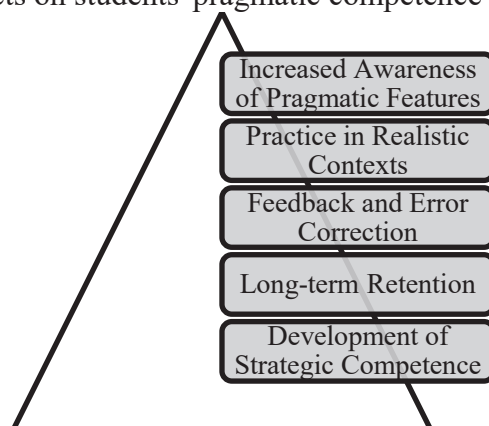 on students' pragmatic competence
Increased Awareness
of Pragmatic Features
Practice in Realistic
Contexts
Feedback and Error
Correction
Long-term Retention
Development of
Strategic Competence